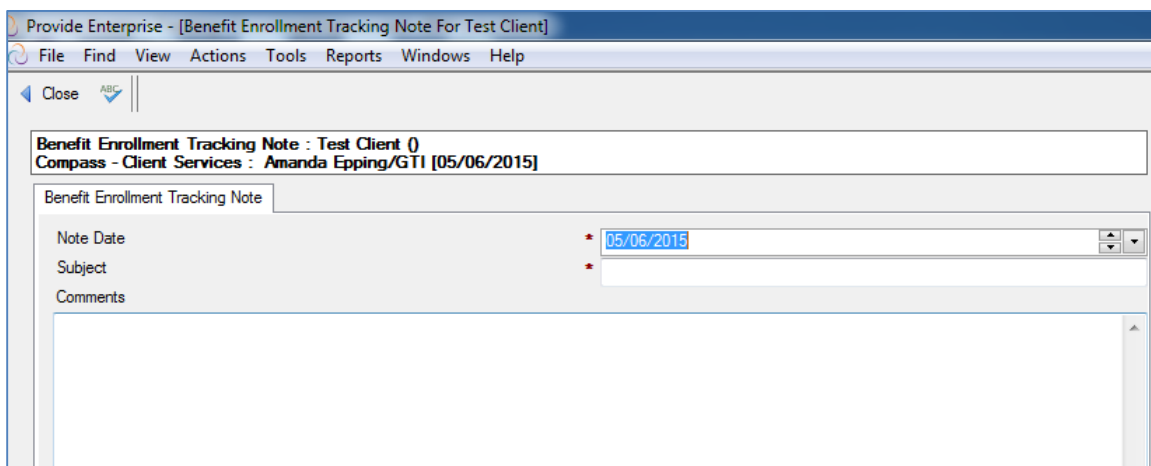 Provide Enterprise - [Benefit Enrollment Tracking Note For Test Client]
File Find View Actions Tools Reports Windows Help
Close ABC
Benefit Enrollment Tracking Note : Test Client ()
Compass - Client Services : Amanda Epping/GTI [05/06/2015]
Benefit Enrollment Tracking Note
Note Date * 05/06/2015
Subject *
Comments